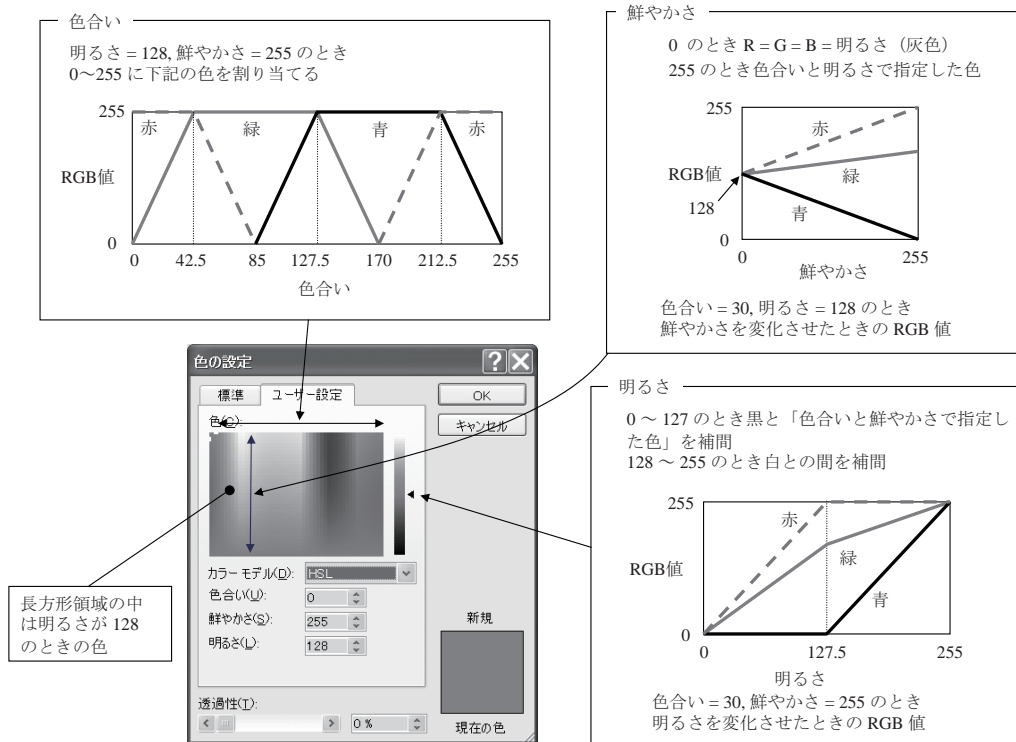 色合い
明るさ = 128, 鮮やかさ = 255 のとき
0〜255 に下記の色を割り当てる
255
赤
緑
青
赤
RGB値
0
0
42.5
85
127.5
170
212.5
255
色合い
鮮やかさ
0 のとき R = G = B = 明るさ（灰色）
255 のとき色合いと明るさで指定した色
255
赤
RGB値
緑
128
青
0
0
255
鮮やかさ
色合い = 30, 明るさ = 128 のとき
鮮やかさを変化させたときの RGB 値
色の設定
標準
ユーザー設定
OK
キャンセル
色(C):
カラー モデル(D):
HSL
色合い(U):
0
鮮やかさ(S):
255
明るさ(L):
128
新規
透過性(T):
0 %
現在の色
長方形領域の中
は明るさが 128
のときの色
明るさ
0 〜 127 のとき黒と「色合いと鮮やかさで指定し
た色」を補間
128 〜 255 のとき白との間を補間
255
赤
緑
RGB値
青
0
0
127.5
255
明るさ
色合い = 30, 鮮やかさ = 255 のとき
明るさを変化させたときの RGB 値